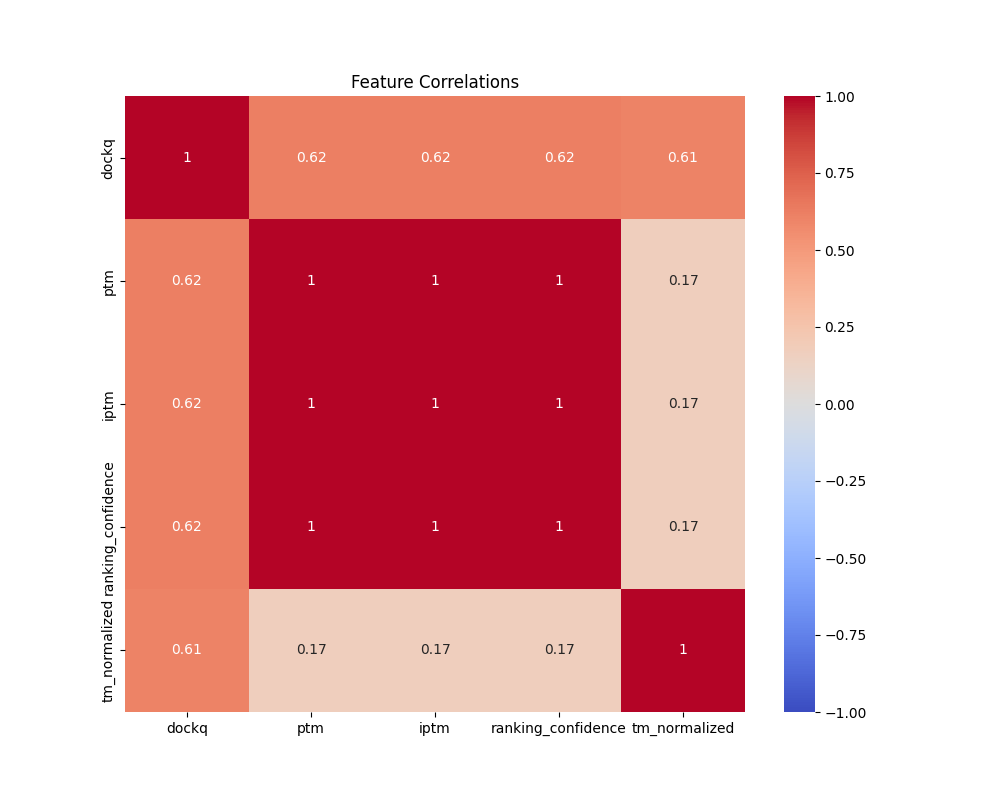 Feature Correlations
dockq
1 0.62 0.62 0.62 0.61
ptm
0.62 1 1 1 0.17
iptm
0.62 1 1 1 0.17
ranking_confidence
0.62 1 1 1 0.17
tm_normalized
0.61 0.17 0.17 0.17 1
dockq ptm iptm ranking_confidence tm_normalized
1.00
0.75
0.50
0.25
0.00
−0.25
−0.50
−0.75
−1.00